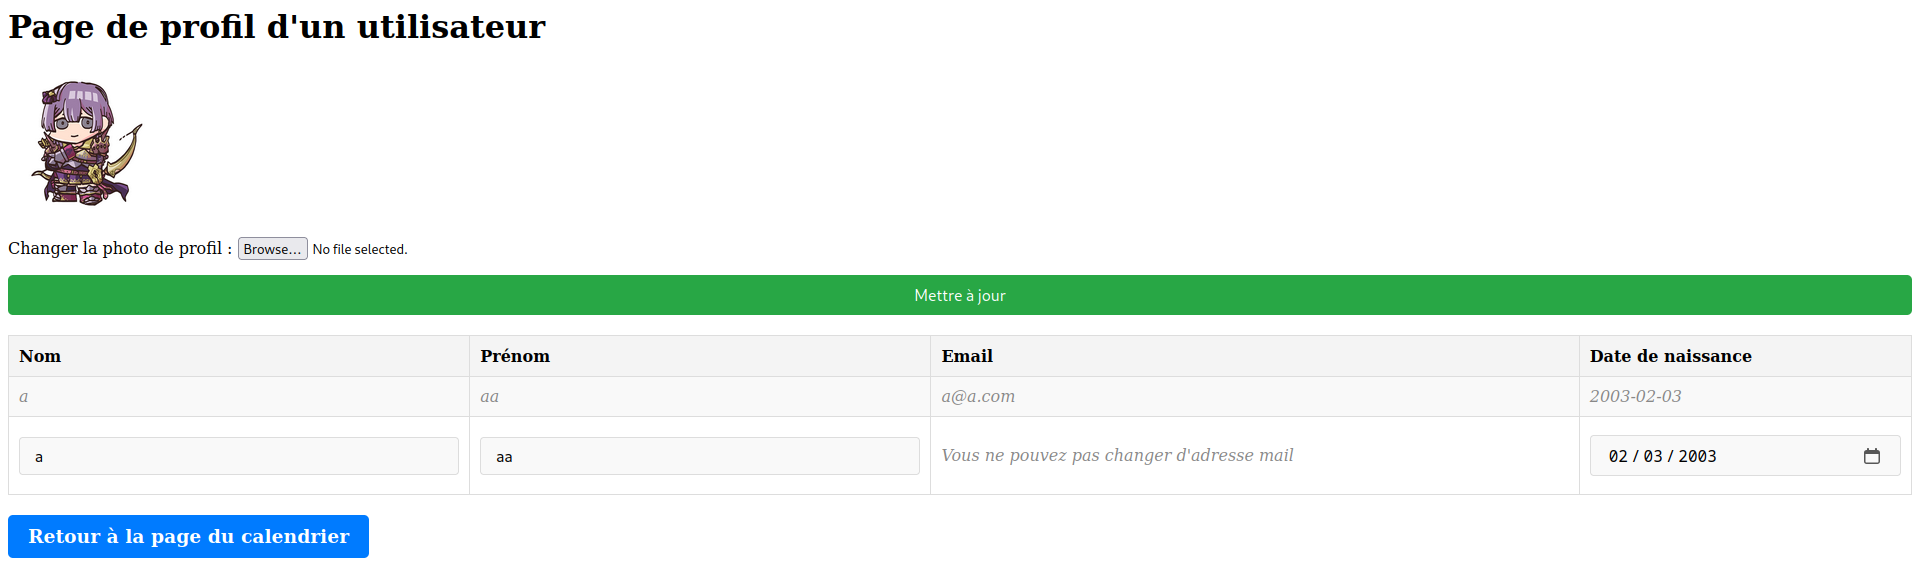 Page de profil d'un utilisateur
Changer la photo de profil : Browse... No file selected.
Mettre à jour
Nom Prénom Email Date de naissance
a aa a@a.com 2003-02-03
a aa Vous ne pouvez pas changer d'adresse mail 02 / 03 / 2003
Retour à la page du calendrier